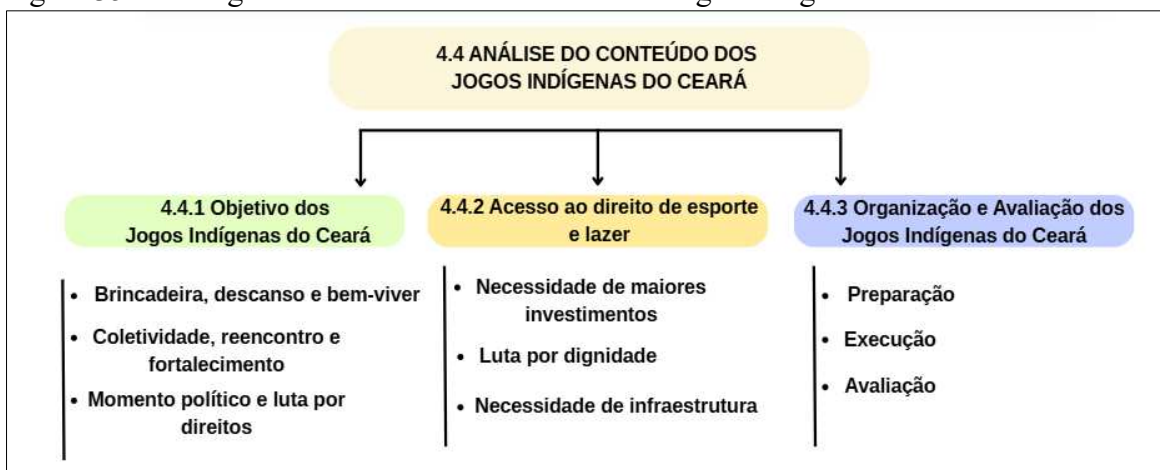 4.4 ANÁLISE DO CONTEÚDO DOS
JOGOS INDÍGENAS DO CEARÁ
4.4.1 Objetivo dos
Jogos Indígenas do Ceará
• Brincadeira, descanso e bem-viver
• Coletividade, reencontro e
fortalecimento
• Momento político e luta por
direitos
4.4.2 Acesso ao direito de esporte
e lazer
• Necessidade de maiores
investimentos
• Luta por dignidade
• Necessidade de infraestrutura
4.4.3 Organização e Avaliação dos
Jogos Indígenas do Ceará
• Preparação
• Execução
• Avaliação